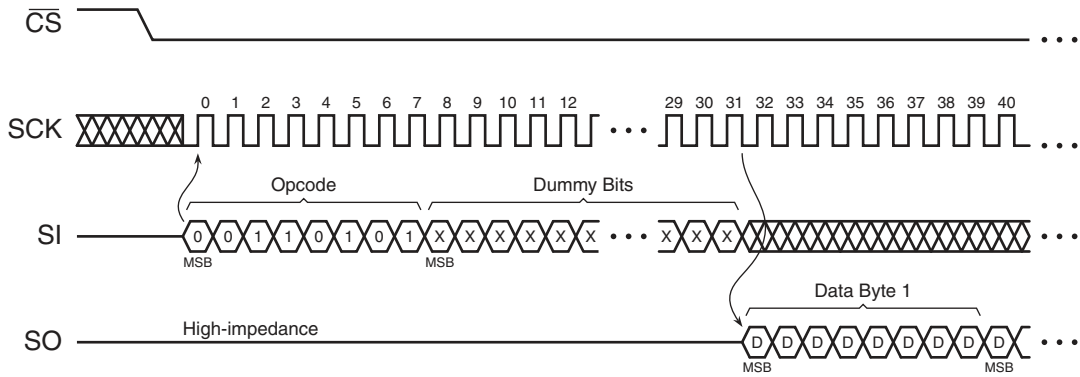 CS
0 1 2 3 4 5 6 7 8 9 10 11 12 29 30 31 32 33 34 35 36 37 38 39 40
SCK
Opcode Dummy Bits
SI 0 0 1 1 0 1 0 1 X X X X X X X X X
MSB MSB
Data Byte 1
High-impedance
SO D D D D D D D D D
MSB MSB